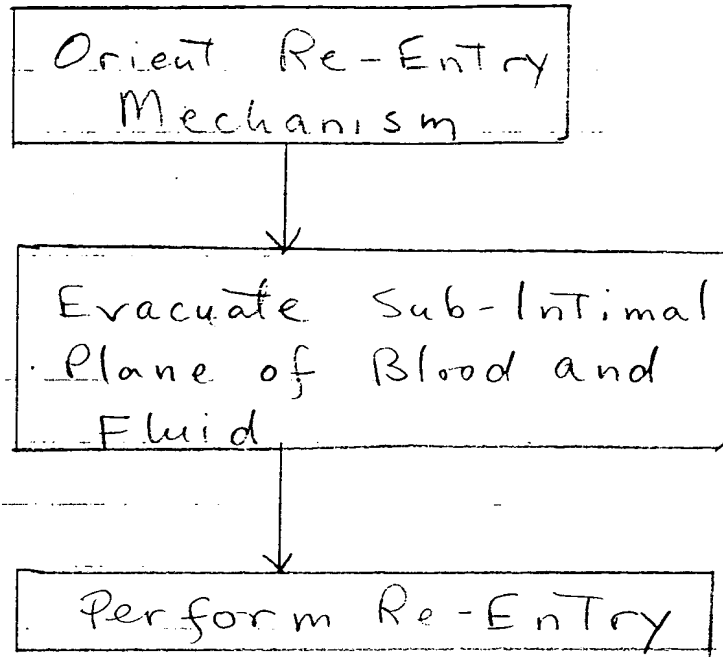 Orient Re-Entry
Mechanism
Evacuate Sub-Intimal
Plane of Blood and
Fluid
Perform Re-Entry